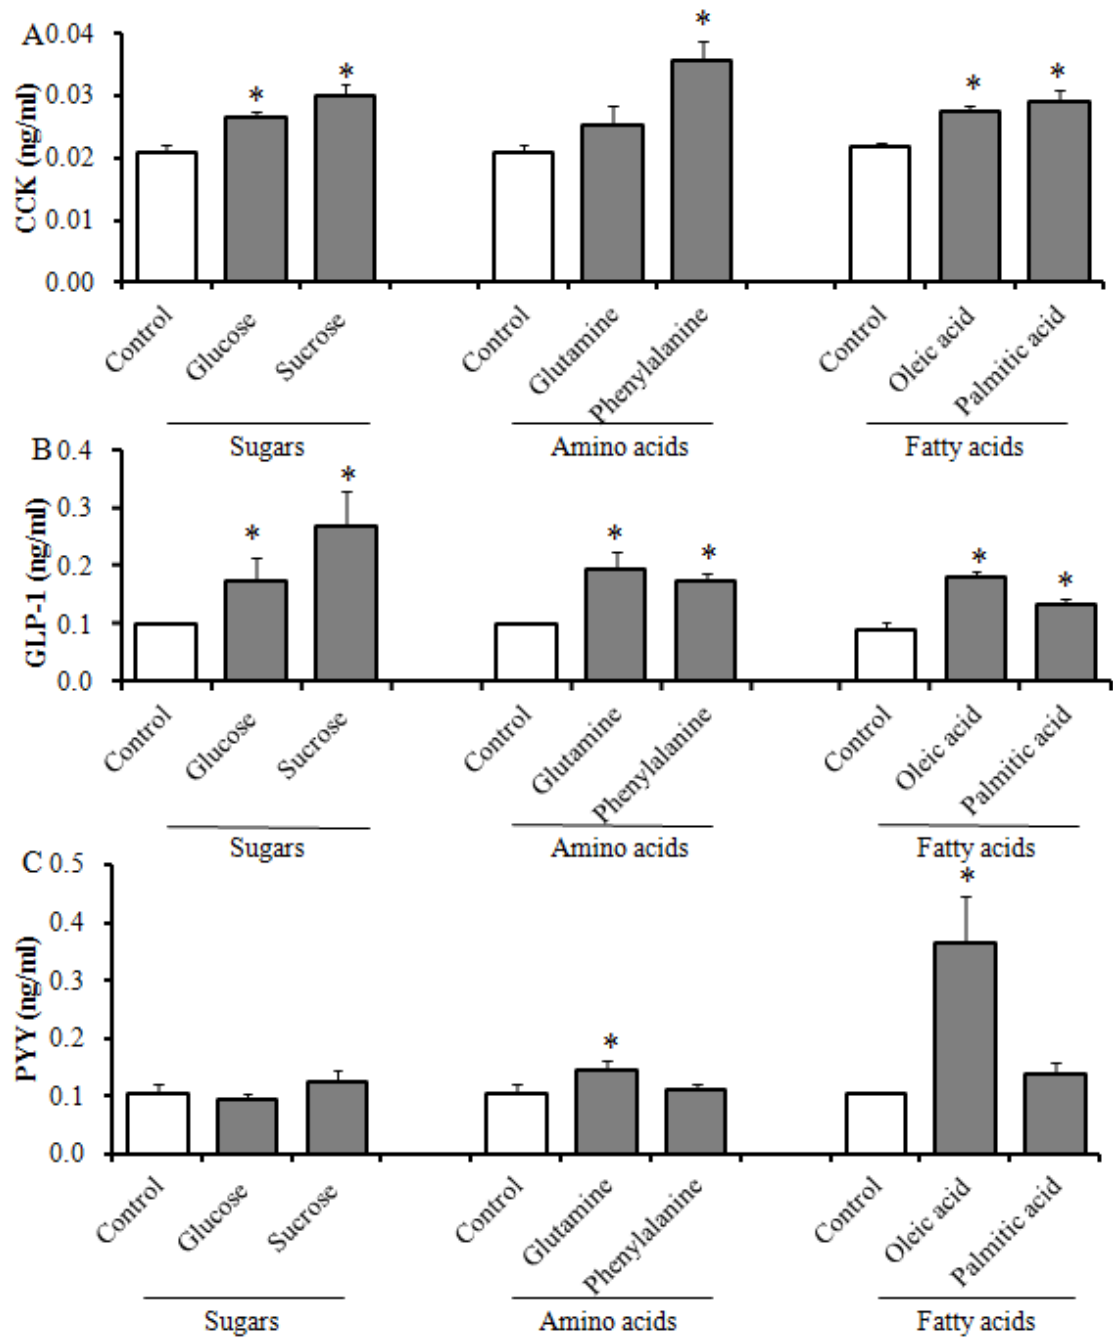 A
CCK (ng/ml)
0.04
0.03
0.02
0.01
0.00
* * * * *
Control Glucose Sucrose Control Glutamine Phenylalanine Control Oleic acid Palmitic acid
Sugars Amino acids Fatty acids
B
GLP-1 (ng/ml)
0.4
0.3
0.2
0.1
0.0
* * * * * *
Control Glucose Sucrose Control Glutamine Phenylalanine Control Oleic acid Palmitic acid
Sugars Amino acids Fatty acids
C
PYY (ng/ml)
0.5
0.4
0.3
0.2
0.1
0.0
* *
Control Glucose Sucrose Control Glutamine Phenylalanine Control Oleic acid Palmitic acid
Sugars Amino acids Fatty acids